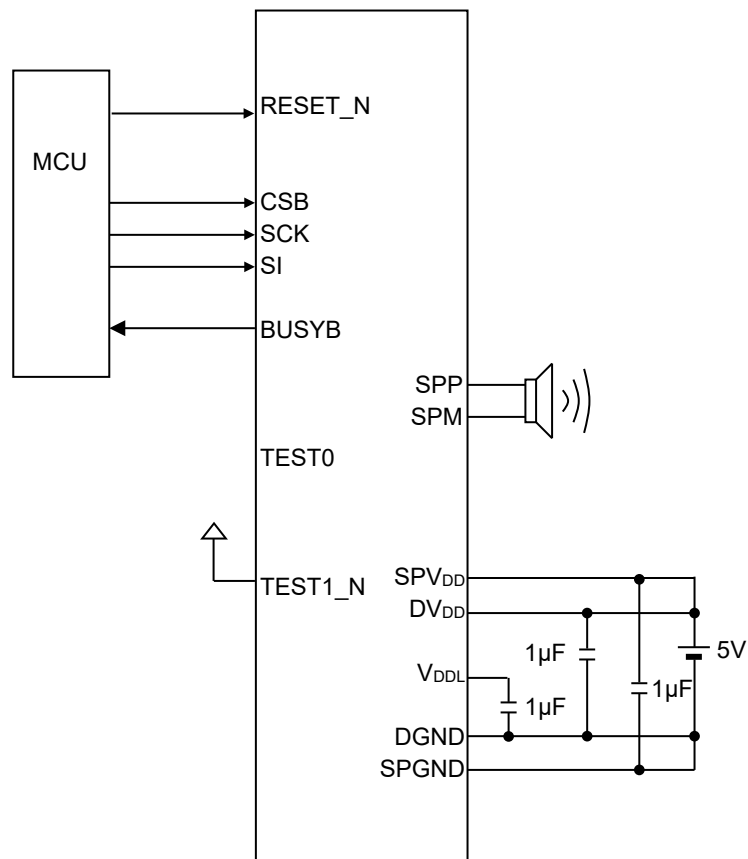 MCU
RESET_N
CSB
SCK
SI
BUSYB
TEST0
TEST1_N
SPP
SPM
SPVDD
DVDD
VDDL
DGND
SPGND
1μF
1μF
1μF
5V